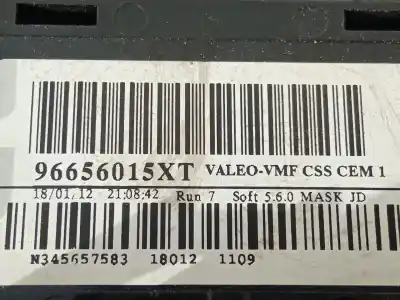 96656015XT VALEO-VMF CSS CEM 1
18/01/12 21:08:42 Run 7 Soft 5.6.0 MASK JD
N345657583 18012 1109